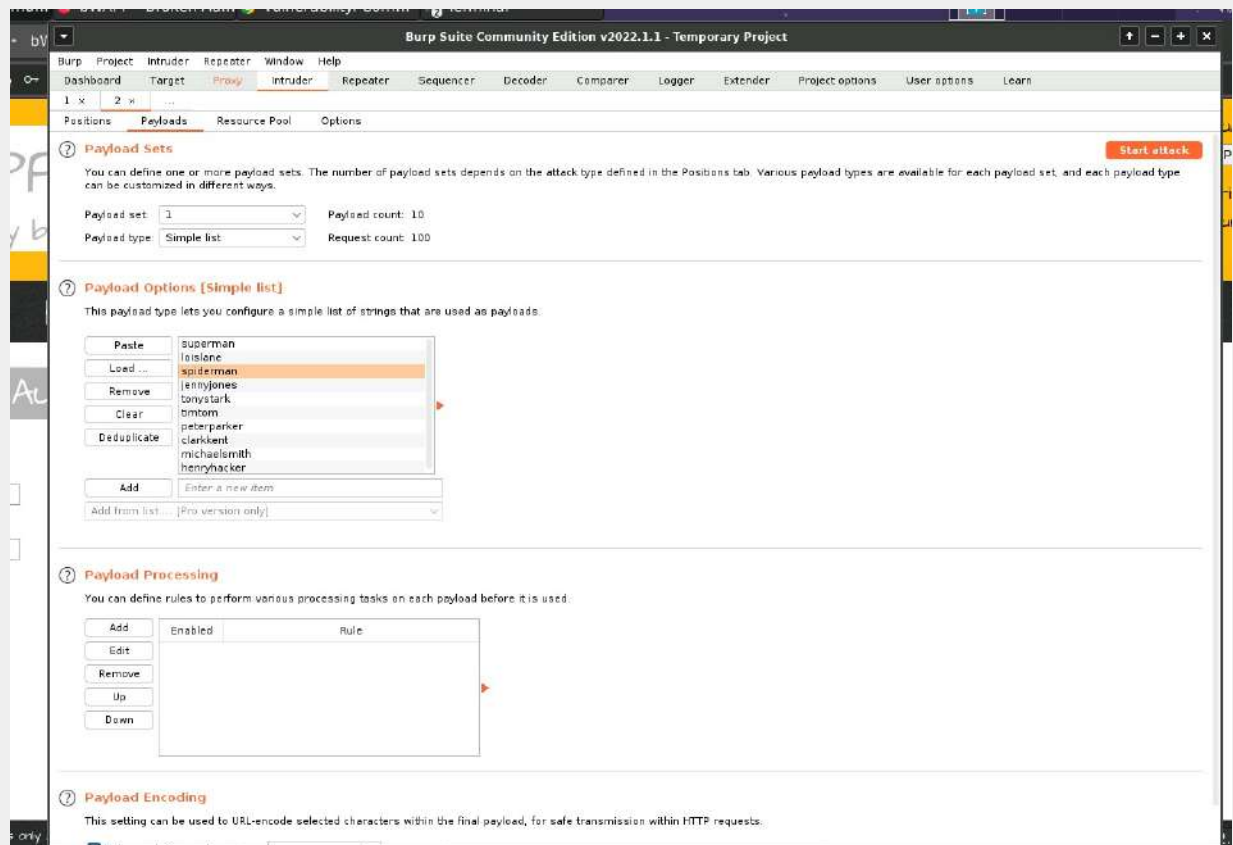 Burp Suite Community Edition v2022.1.1 - Temporary Project
Burp Project Intruder Repeater Window Help
Dashboard Target Proxy Intruder Repeater Sequencer Decoder Comparer Logger Extender Project options User options Learn
1 × 2 × ...
Positions Payloads Resource Pool Options
? Payload Sets
Start attack
You can define one or more payload sets. The number of payload sets depends on the attack type defined in the Positions tab. Various payload types are available for each payload set, and each payload type
can be customized in different ways.
Payload set: 1 Payload count: 10
Payload type: Simple list Request count: 100
? Payload Options [Simple list]
This payload type lets you configure a simple list of strings that are used as payloads.
Paste
Load ...
Remove
Clear
Deduplicate
superman
loislane
spiderman
jennyjones
tonystark
timtom
peterparker
clarkkent
michaelsmith
henryhacker
Add Enter a new item
Add from list ... [Pro version only]
? Payload Processing
You can define rules to perform various processing tasks on each payload before it is used.
Add
Edit
Remove
Up
Down
Enabled Rule
? Payload Encoding
This setting can be used to URL-encode selected characters within the final payload, for safe transmission within HTTP requests.